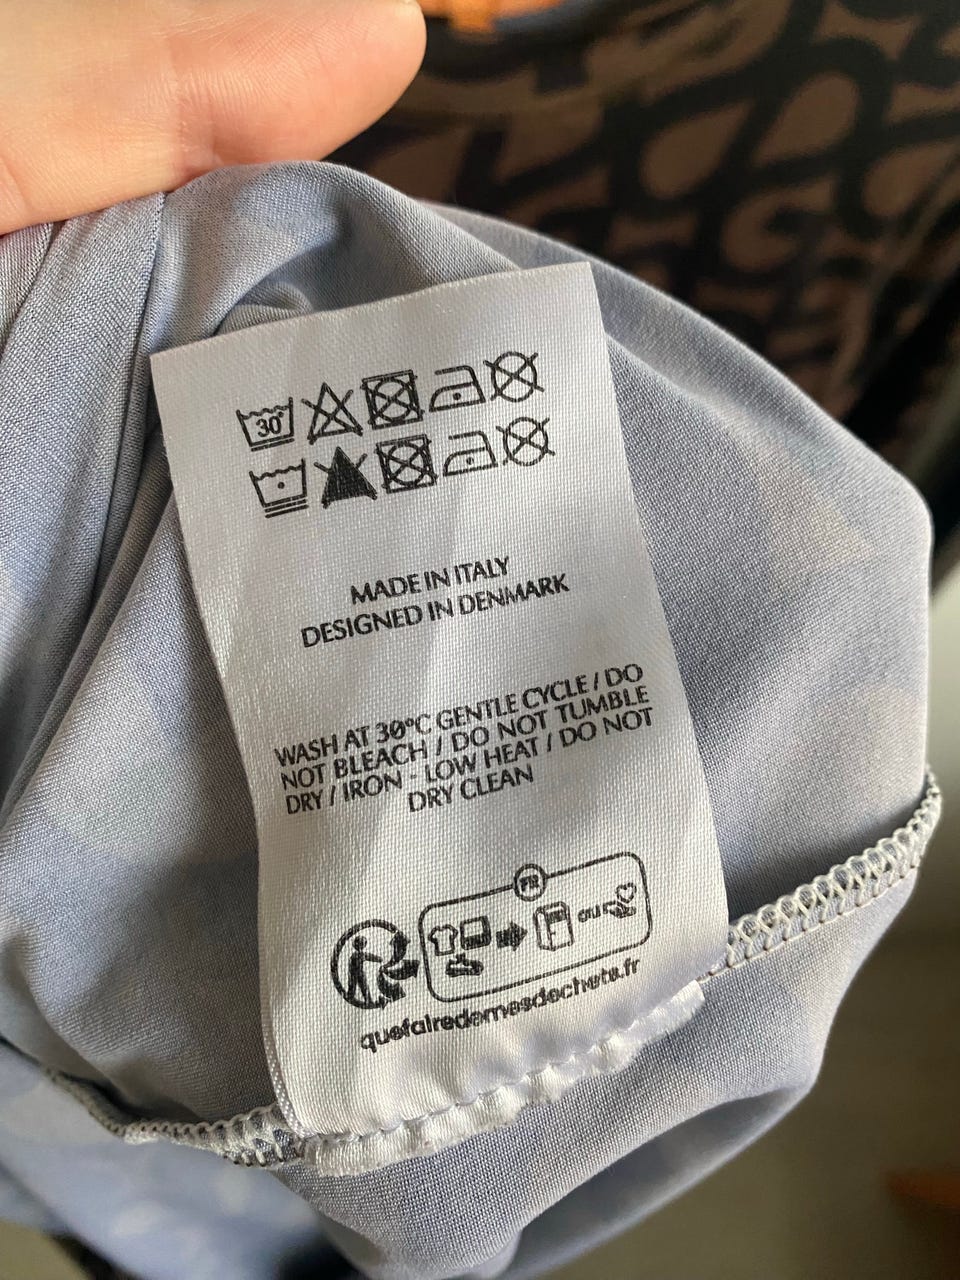 30°
MADE IN ITALY
DESIGNED IN DENMARK
WASH AT 30°C GENTLE CYCLE / DO
NOT BLEACH / DO NOT TUMBLE
DRY / IRON - LOW HEAT / DO NOT
DRY CLEAN
FR
ou
quefairedemesdechets.fr